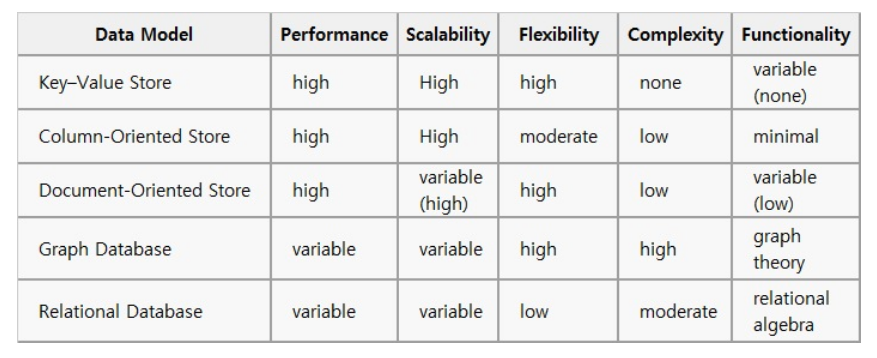 Data Model Performance Scalability Flexibility Complexity Functionality
Key–Value Store high High high none variable (none)
Column-Oriented Store high High moderate low minimal
Document-Oriented Store high variable (high) high low variable (low)
Graph Database variable variable high high graph theory
Relational Database variable variable low moderate relational algebra